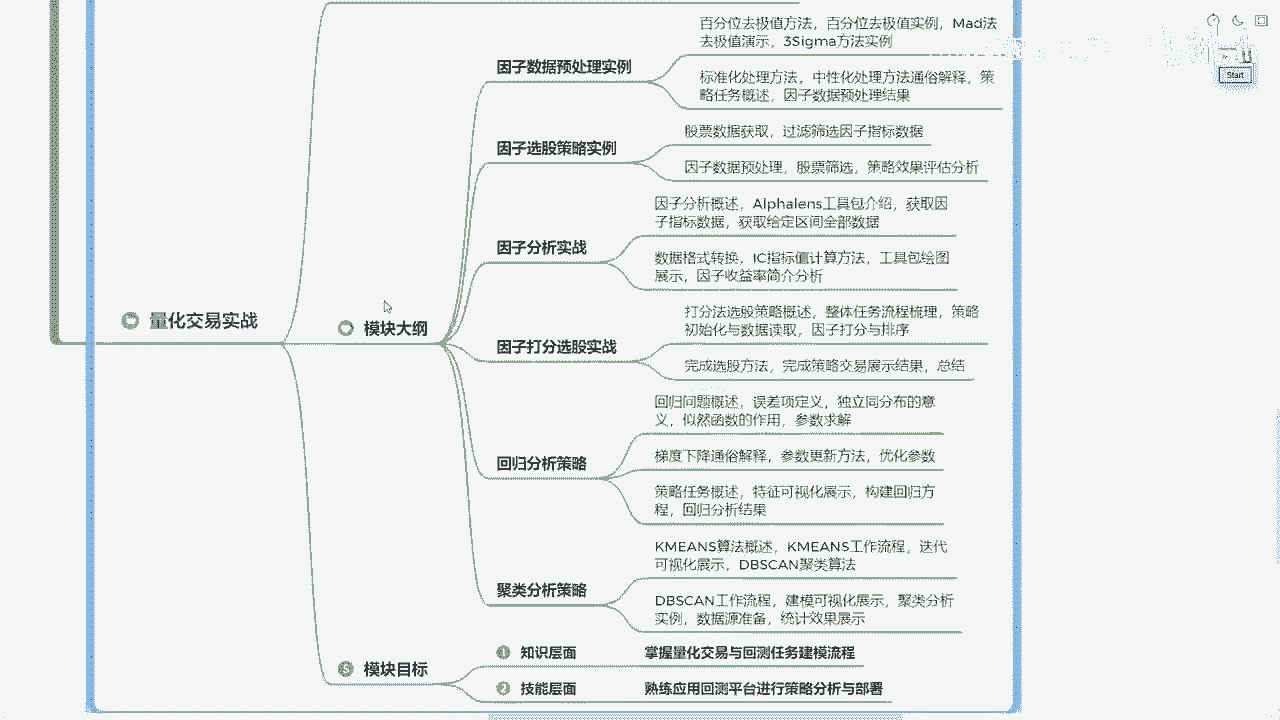 百分位去极值方法，百分位去极值实例，Mad法
去极值演示，3Sigma方法实例
因子数据预处理实例
标准化处理方法，中性化处理方法通俗解释，策
略任务概述，因子数据预处理结果
股票数据获取，过滤筛选因子指标数据
因子选股策略实例
因子数据预处理，股票筛选，策略效果评估分析
因子分析概述，Alphalens工具包介绍，获取因
子指标数据，获取给定区间全部数据
因子分析实战
数据格式转换，IC指标值计算方法，工具包绘图
展示，因子收益率简介分析
打分法选股策略概述，整体任务流程梳理，策略
初始化与数据读取，因子打分与排序
因子打分选股实战
完成选股方法，完成策略交易展示结果，总结
量化交易实战
模块大纲
回归问题概述，误差项定义，独立同分布的意
义，似然函数的作用，参数求解
回归分析策略
梯度下降通俗解释，参数更新方法，优化参数
策略任务概述，特征可视化展示，构建回归方
程，回归分析结果
KMEANS算法概述，KMEANS工作流程，迭代
可视化展示，DBSCAN聚类算法
聚类分析策略
DBSCAN工作流程，建模可视化展示，聚类分析
实例，数据源准备，统计效果展示
模块目标
1 知识层面 掌握量化交易与回测任务建模流程
2 技能层面 熟练应用回测平台进行策略分析与部署